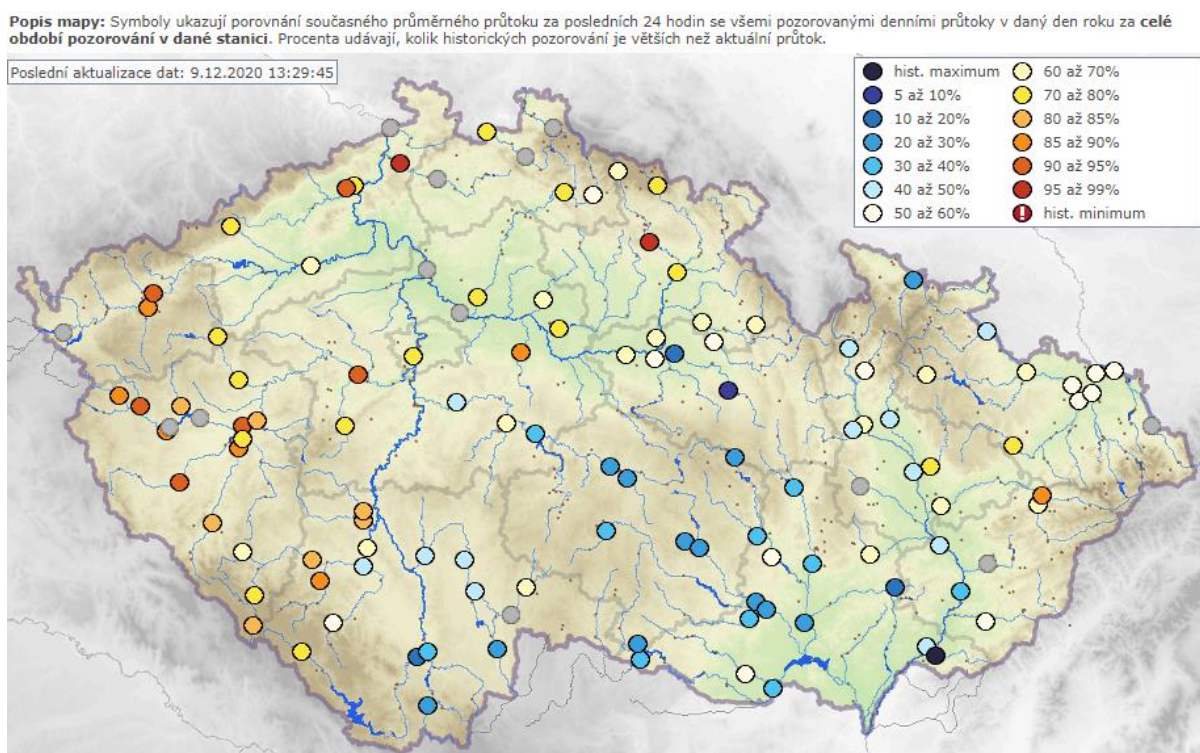 Popis mapy: Symboly ukazují porovnání současného průměrného průtoku za posledních 24 hodin se všemi pozorovanými denními průtoky v daný den roku za celé
období pozorování v dané stanici. Procenta udávají, kolik historických pozorování je větších než aktuální průtok.
Poslední aktualizace dat: 9.12.2020 13:29:45
hist. maximum
5 až 10%
10 až 20%
20 až 30%
30 až 40%
40 až 50%
50 až 60%
60 až 70%
70 až 80%
80 až 85%
85 až 90%
90 až 95%
95 až 99%
hist. minimum